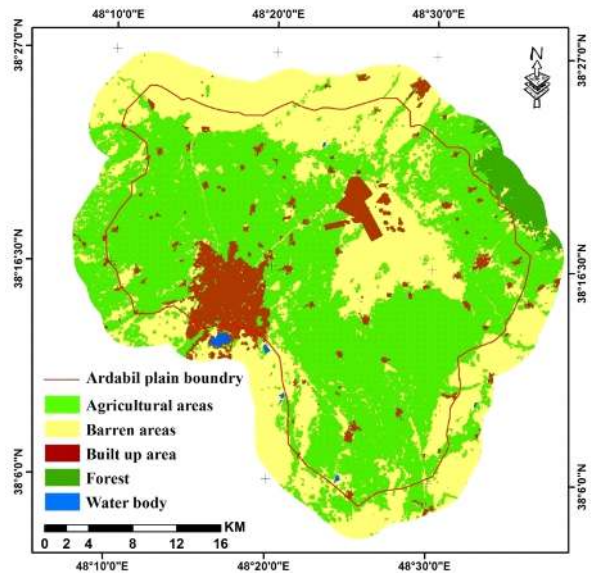 48°10'0"E
48°20'0"E
48°30'0"E
38°27'0"N
38°27'0"N
N
38°16'30"N
38°16'30"N
Ardabil plain boundry
Agricultural areas
Barren areas
Built up area
Forest
Water body
38°6'0"N
38°6'0"N
KM
0 2 4 8 12 16
48°10'0"E
48°20'0"E
48°30'0"E